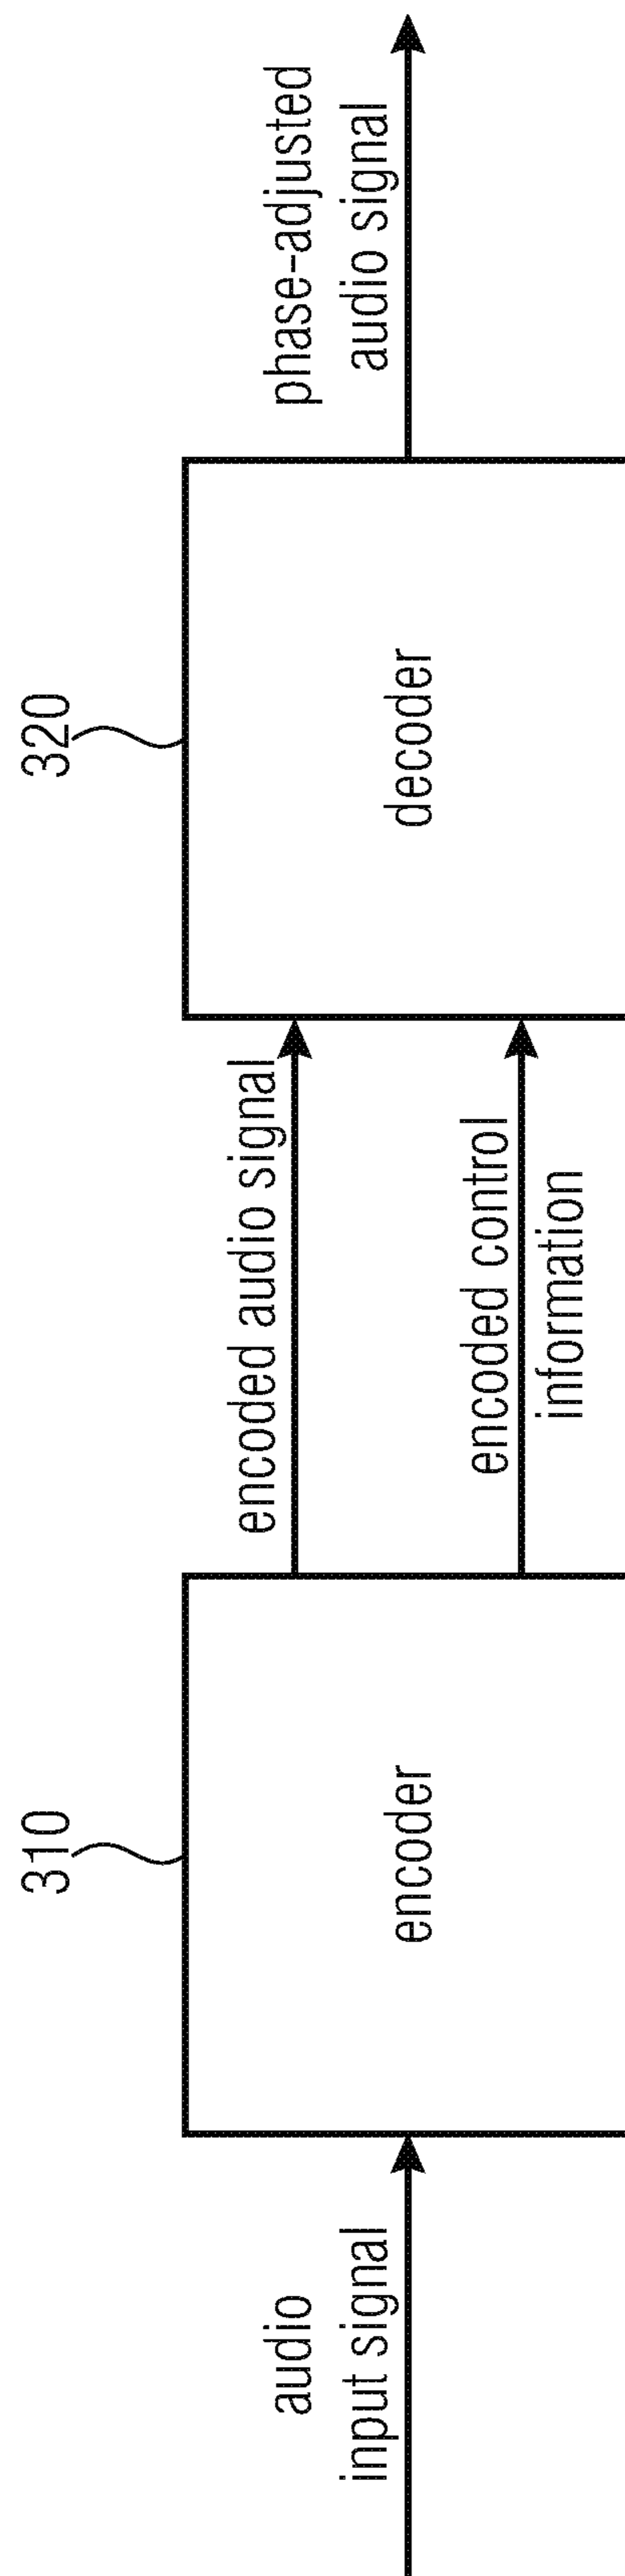 310
320
audio
input signal
encoder
encoded audio signal
encoded control
information
decoder
phase-adjusted
audio signal